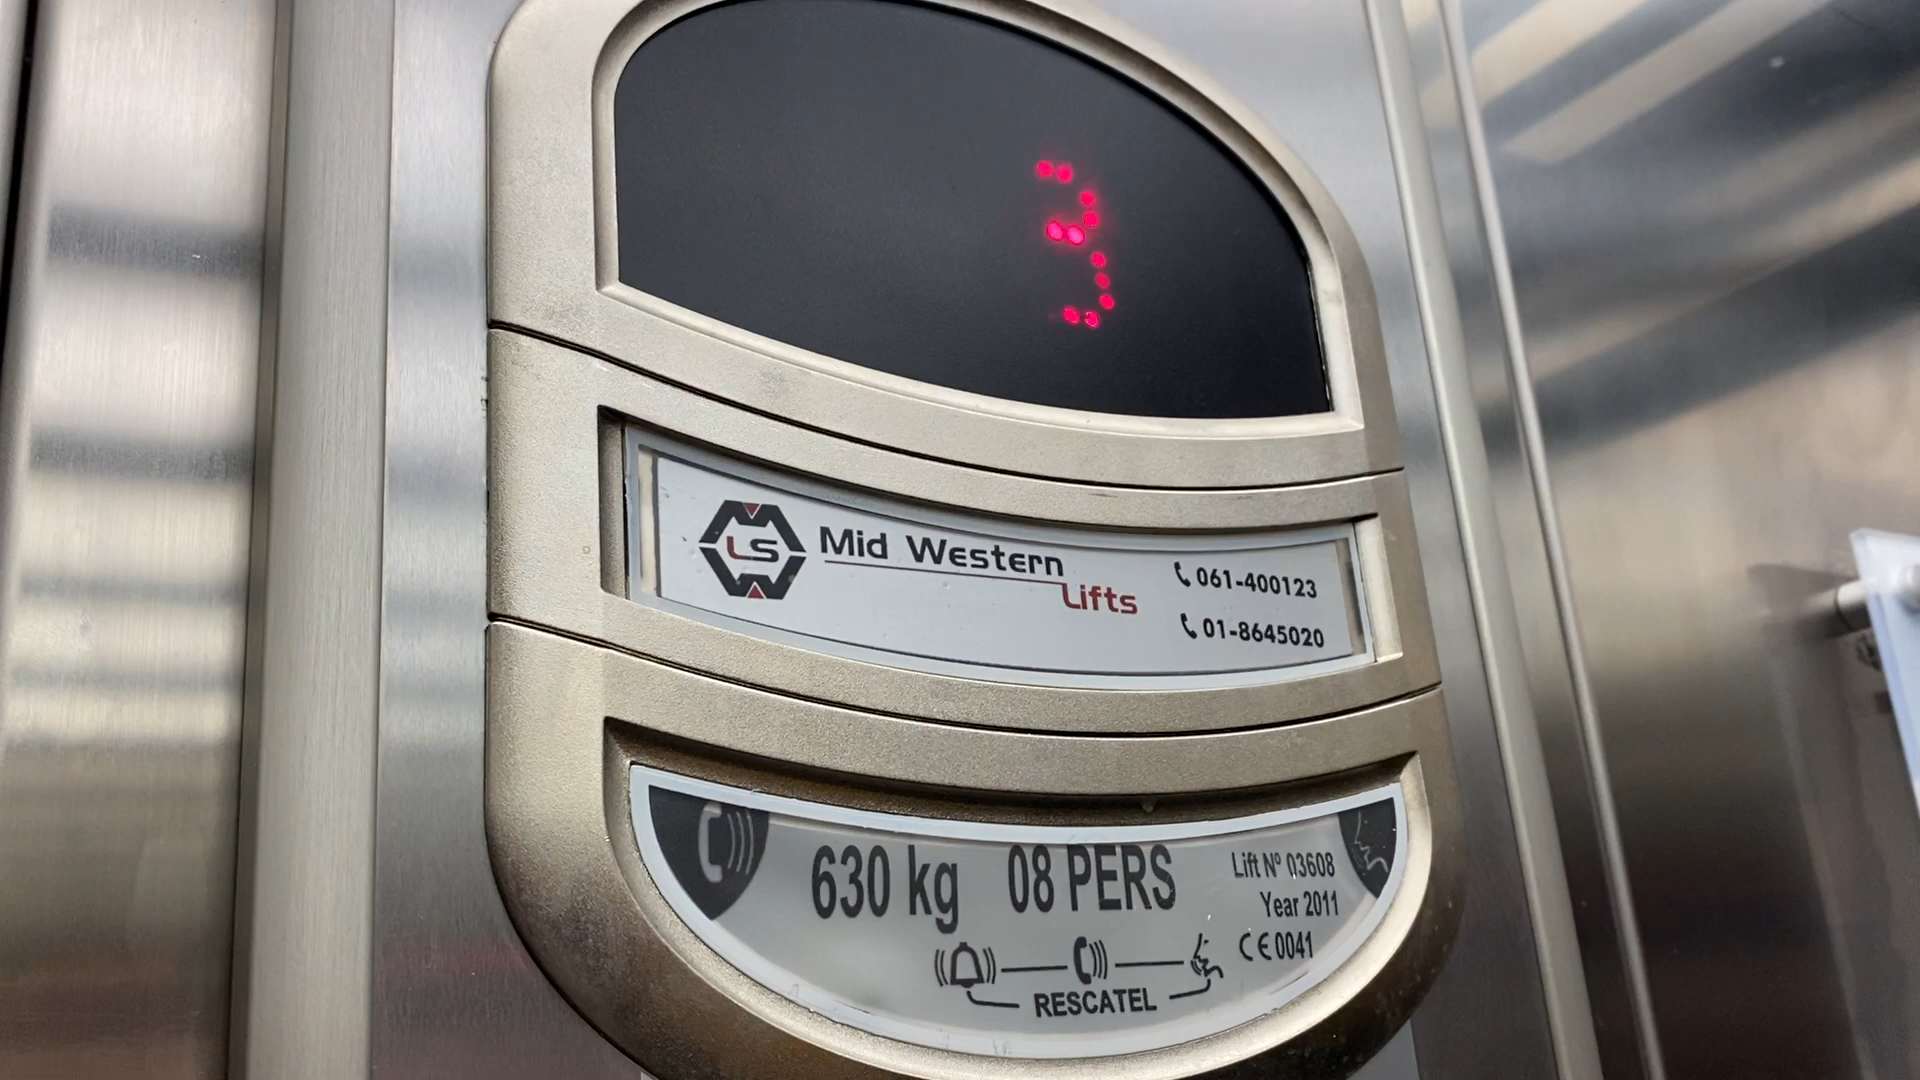 3
LS Mid Western
Lifts
061-400123
01-8645020
630 kg 08 PERS
Lift Nº 03608
Year 2011
CE 0041
RESCATEL